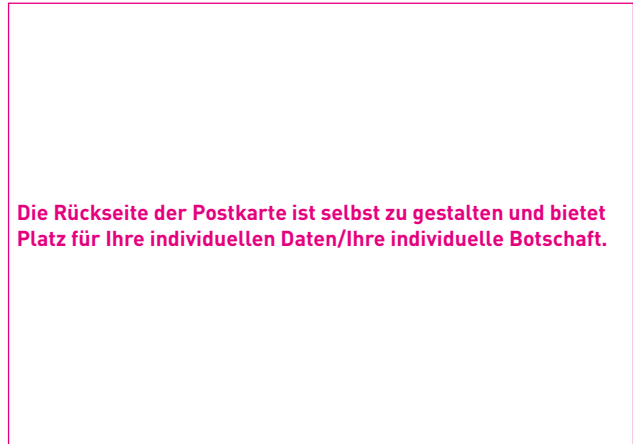 Die Rückseite der Postkarte ist selbst zu gestalten und bietet
Platz für Ihre individuellen Daten/Ihre individuelle Botschaft.